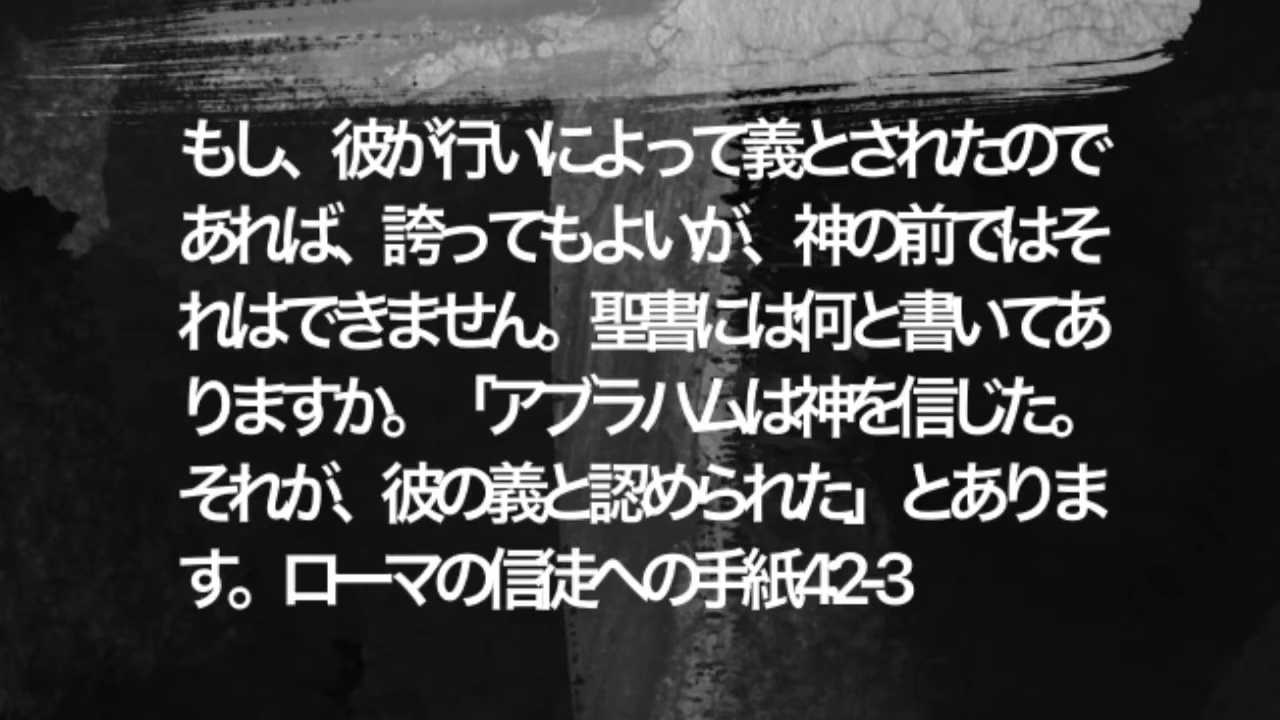 もし、彼が行いによって義とされたので
あれば、誇ってもよいが、神の前ではそ
れはできません。聖書には何と書いてあ
りますか。「アブラハムは神を信じた。
それが、彼の義と認められた」とありま
す。ローマの信徒への手紙4:2-3